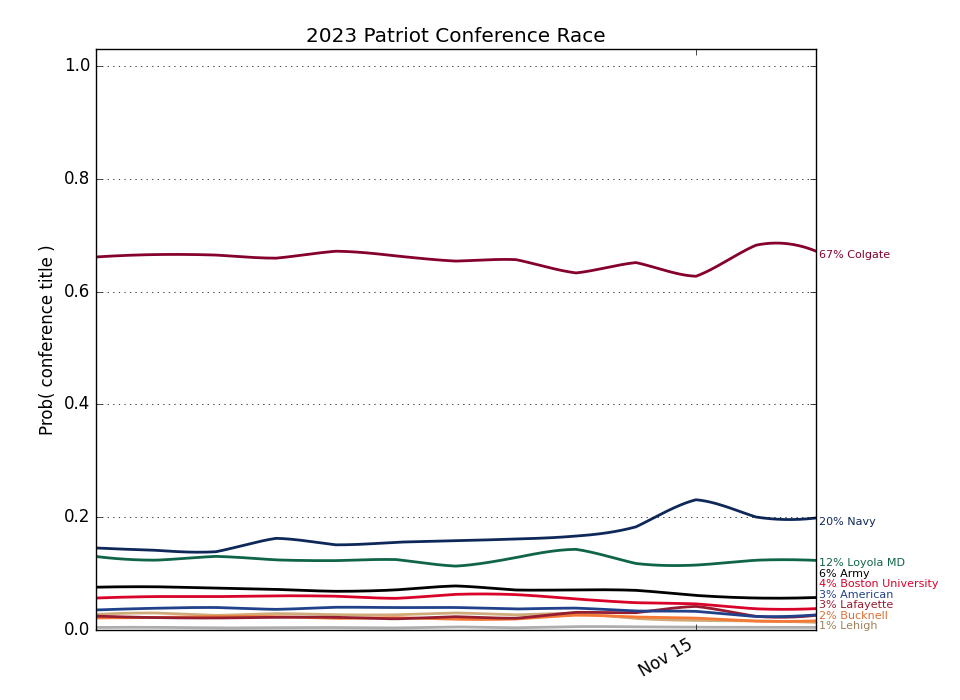 2023 Patriot Conference Race
Prob( conference title )
1.0
0.8
0.6
0.4
0.2
0.0
Nov 15
67% Colgate
20% Navy
12% Loyola MD
6% Army
4% Boston University
3% American
3% Lafayette
2% Bucknell
1% Lehigh